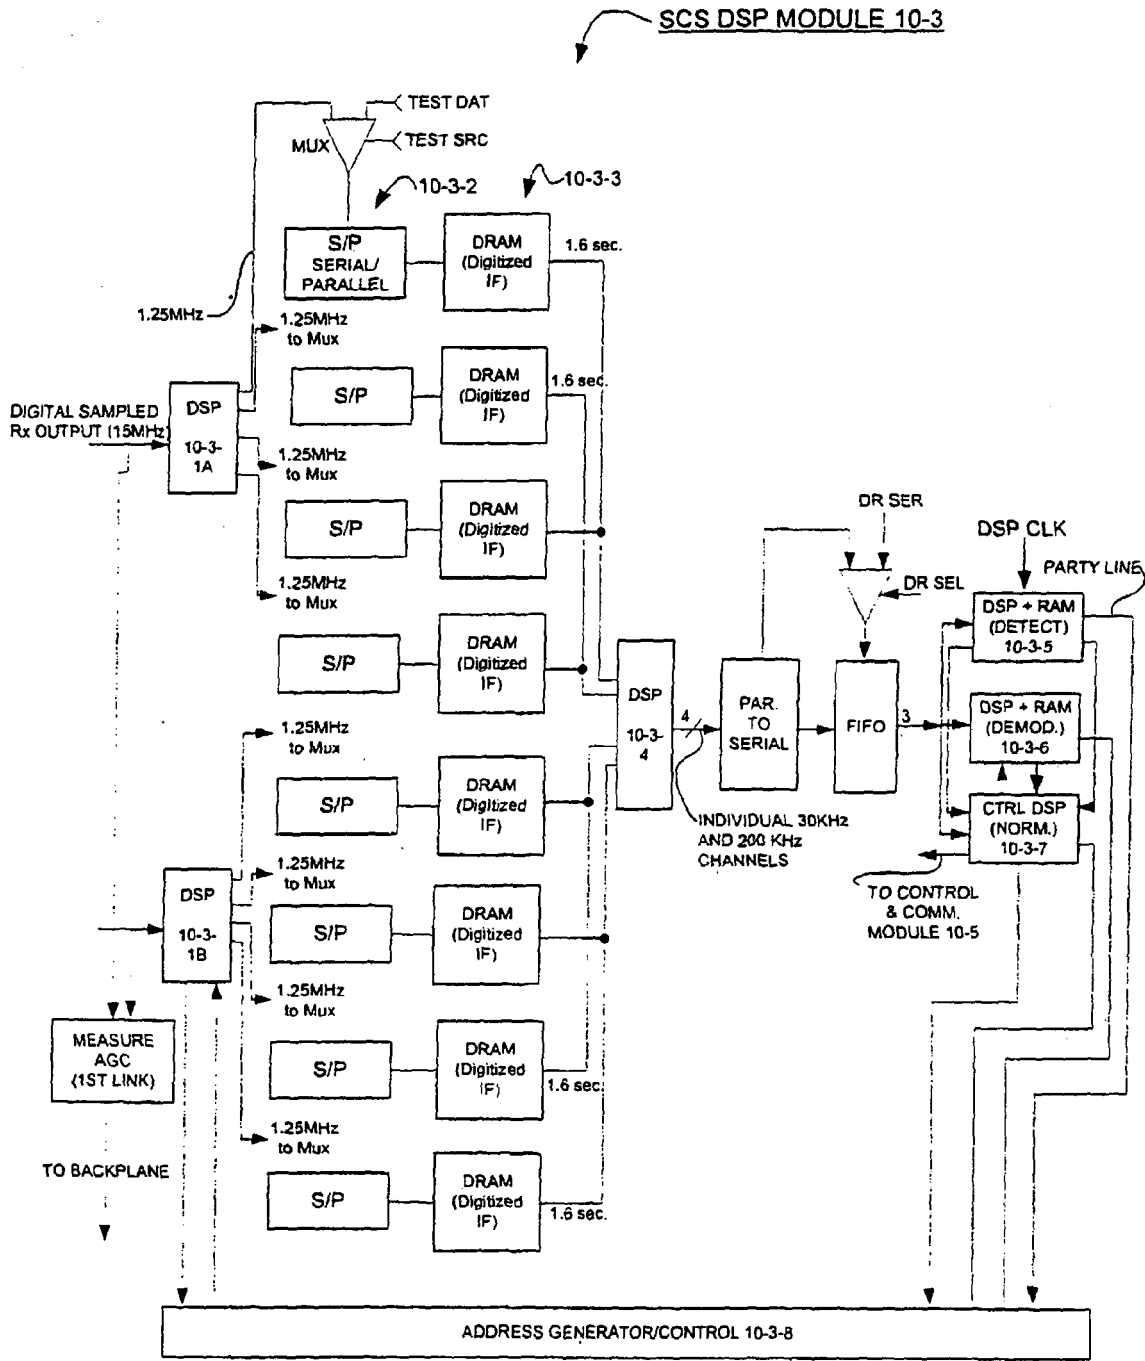 SCS DSP MODULE 10-3
TEST DAT
MUX
TEST SRC
10-3-2
10-3-3
S/P
SERIAL/
PARALLEL
DRAM
(Digitized
IF)
1.6 sec.
1.25MHz
1.25MHz
to Mux
S/P
DRAM
(Digitized
IF)
1.6 sec.
DIGITAL SAMPLED
Rx OUTPUT (15MHz)
DSP
10-3-
1A
1.25MHz
to Mux
S/P
DRAM
(Digitized
IF)
1.25MHz
to Mux
S/P
DRAM
(Digitized
IF)
DR SER
DR SEL
DSP CLK
PARTY LINE
DSP + RAM
(DETECT)
10-3-5
DSP
10-3-
4
4
PAR.
TO
SERIAL
FIFO
3
DSP + RAM
(DEMOD.)
10-3-6
1.25MHz
to Mux
S/P
DRAM
(Digitized
IF)
INDIVIDUAL 30KHz
AND 200 KHz
CHANNELS
CTRL DSP
(NORM.)
10-3-7
TO CONTROL
& COMM.
MODULE 10-5
1.25MHz
to Mux
DSP
10-3-
1B
S/P
DRAM
(Digitized
IF)
1.25MHz
to Mux
MEASURE
AGC
(1ST LINK)
S/P
DRAM
(Digitized
IF)
1.6 sec.
1.25MHz
to Mux
TO BACKPLANE
S/P
DRAM
(Digitized
IF)
1.6 sec.
ADDRESS GENERATOR/CONTROL 10-3-8